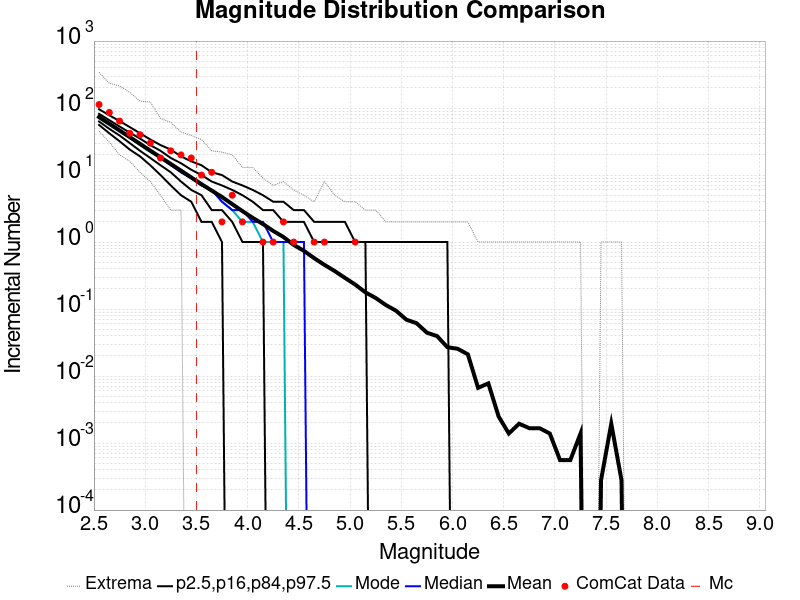 Magnitude Distribution Comparison
10^3
10^2
10^1
10^0
10^-1
10^-2
10^-3
10^-4
Incremental Number
2.5 3.0 3.5 4.0 4.5 5.0 5.5 6.0 6.5 7.0 7.5 8.0 8.5 9.0
Magnitude
Extrema p2.5,p16,p84,p97.5 Mode Median Mean ComCat Data Mc